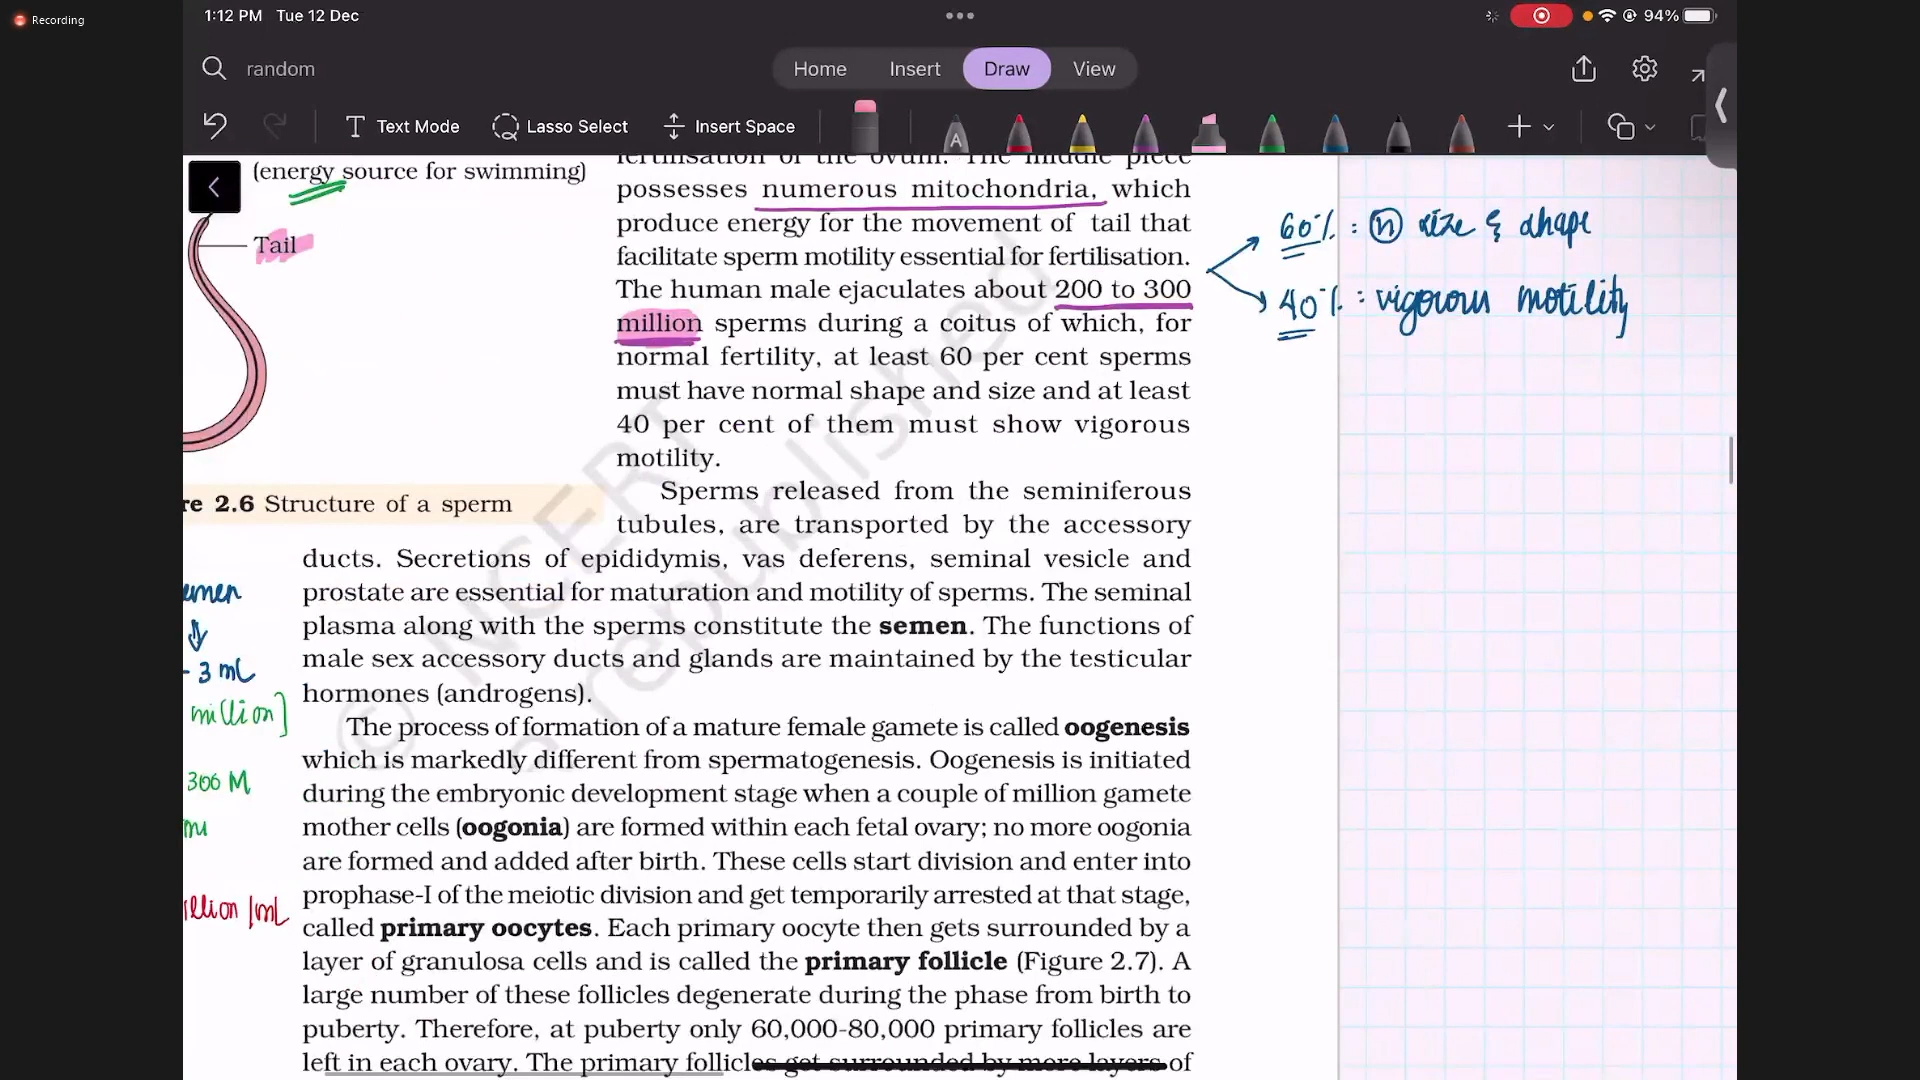 Recording
1:12 PM Tue 12 Dec
94%
random
Home Insert Draw View
Text Mode Lasso Select Insert Space
A
(energy source for swimming)
Tail
fertilisation of the ovum. The middle piece
possesses numerous mitochondria, which
produce energy for the movement of tail that
facilitate sperm motility essential for fertilisation.
The human male ejaculates about 200 to 300
million sperms during a coitus of which, for
normal fertility, at least 60 per cent sperms
must have normal shape and size and at least
40 per cent of them must show vigorous
motility.
60% : n size & shape
40% : vigorous motility
re 2.6 Structure of a sperm
Sperms released from the seminiferous
tubules, are transported by the accessory
ducts. Secretions of epididymis, vas deferens, seminal vesicle and
prostate are essential for maturation and motility of sperms. The seminal
plasma along with the sperms constitute the semen. The functions of
male sex accessory ducts and glands are maintained by the testicular
hormones (androgens).
The process of formation of a mature female gamete is called oogenesis
which is markedly different from spermatogenesis. Oogenesis is initiated
during the embryonic development stage when a couple of million gamete
mother cells (oogonia) are formed within each fetal ovary; no more oogonia
are formed and added after birth. These cells start division and enter into
prophase-I of the meiotic division and get temporarily arrested at that stage,
called primary oocytes. Each primary oocyte then gets surrounded by a
layer of granulosa cells and is called the primary follicle (Figure 2.7). A
large number of these follicles degenerate during the phase from birth to
puberty. Therefore, at puberty only 60,000-80,000 primary follicles are
left in each ovary. The primary follicles get surrounded by more layers of
emen
- 3 mL
million]
300 M
illion /mL
© NCERT
republished